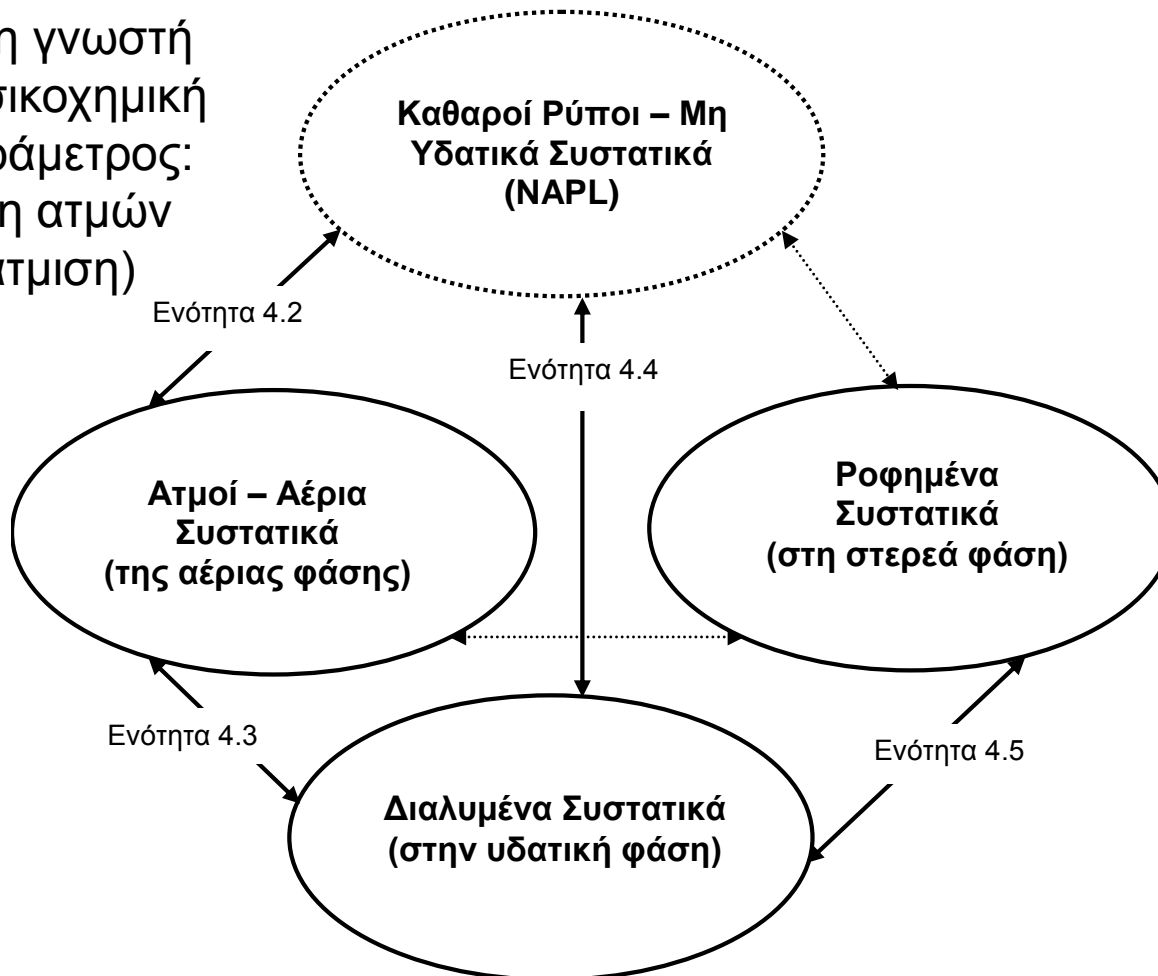 η γνωστή
σικοχημική
ράμετρος:
η ατμών
άτμιση)
Καθαροί Ρύποι – Μη
Υδατικά Συστατικά
(NAPL)
Ενότητα 4.2
Ενότητα 4.4
Ατμοί – Αέρια
Συστατικά
(της αέριας φάσης)
Ροφημένα
Συστατικά
(στη στερεά φάση)
Ενότητα 4.3
Ενότητα 4.5
Διαλυμένα Συστατικά
(στην υδατική φάση)